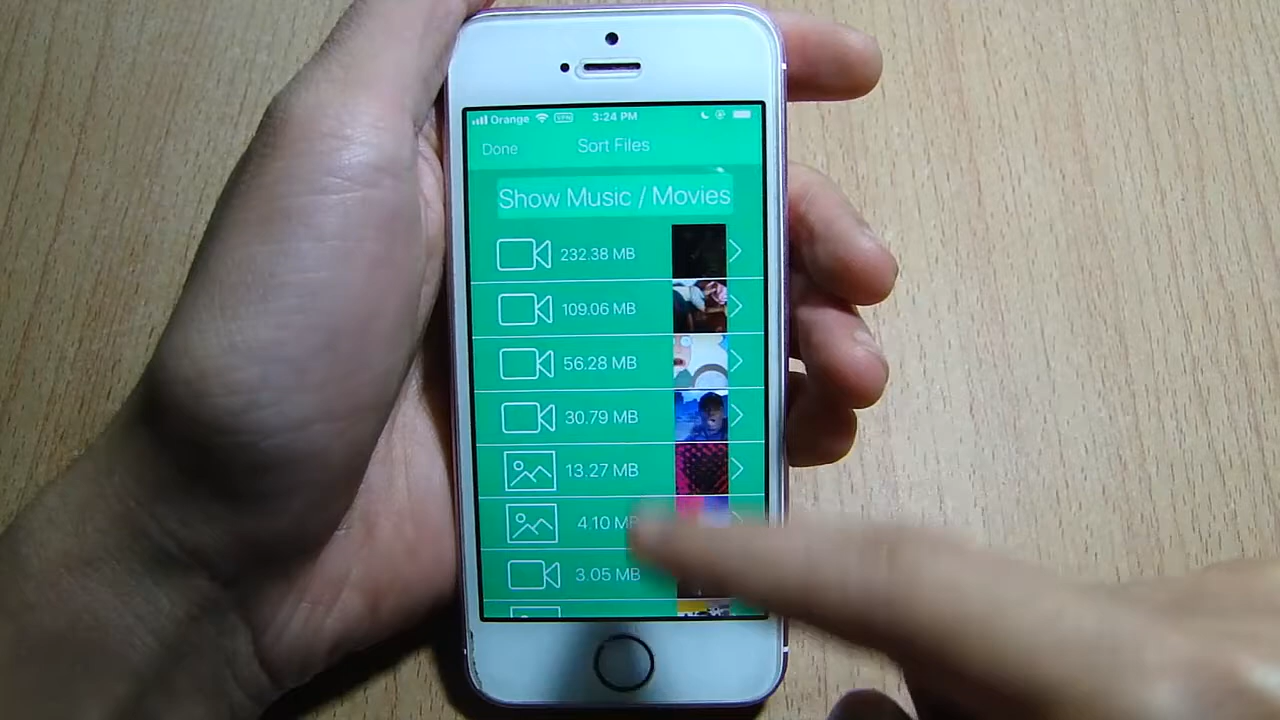 Orange VPN 3:24 PM
Done Sort Files
Show Music / Movies
232.38 MB
109.06 MB
56.28 MB
30.79 MB
13.27 MB
4.10 MB
3.05 MB